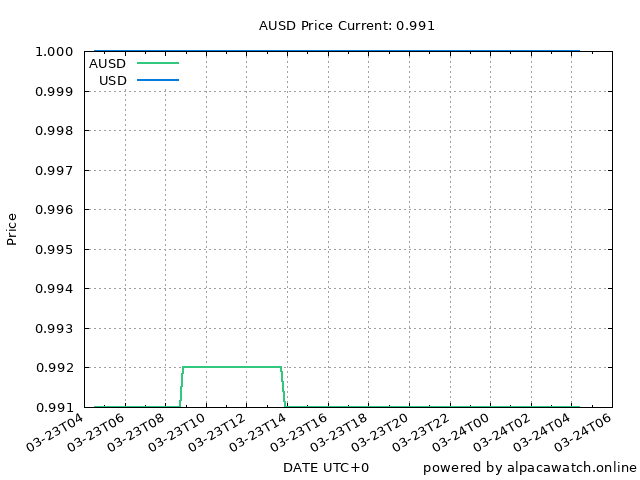 AUSD Price Current: 0.991
1.000
AUSD
USD
0.999
0.998
0.997
0.996
Price
0.995
0.994
0.993
0.992
0.991
03-23T04 03-23T06 03-23T08 03-23T10 03-23T12 03-23T14 03-23T16 03-23T18 03-23T20 03-23T22 03-24T00 03-24T02 03-24T04 03-24T06
DATE UTC+0 powered by alpacawatch.online